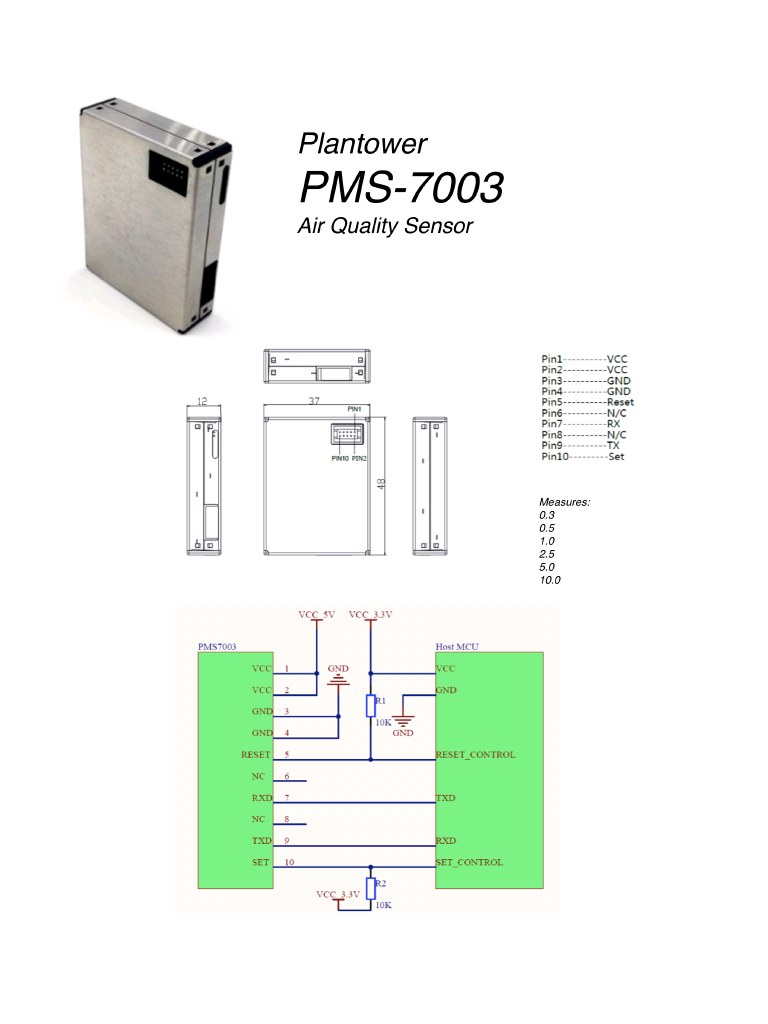 Plantower
PMS-7003
Air Quality Sensor
Pin1----------VCC
Pin2----------VCC
Pin3----------GND
Pin4----------GND
Pin5----------Reset
Pin6----------N/C
Pin7----------RX
Pin8----------N/C
Pin9----------TX
Pin10---------Set
12
37
PIN1
PIN10 PIN2
48
Measures:
0.3
0.5
1.0
2.5
5.0
10.0
VCC_5V
VCC_3.3V
PMS7003
Host MCU
VCC 1
GND
VCC
VCC 2
GND
R1
GND 3
10K
GND 4
GND
RESET 5
RESET_CONTROL
NC 6
RXD 7
TXD
NC 8
TXD 9
RXD
SET 10
SET_CONTROL
R2
VCC_3.3V
10K